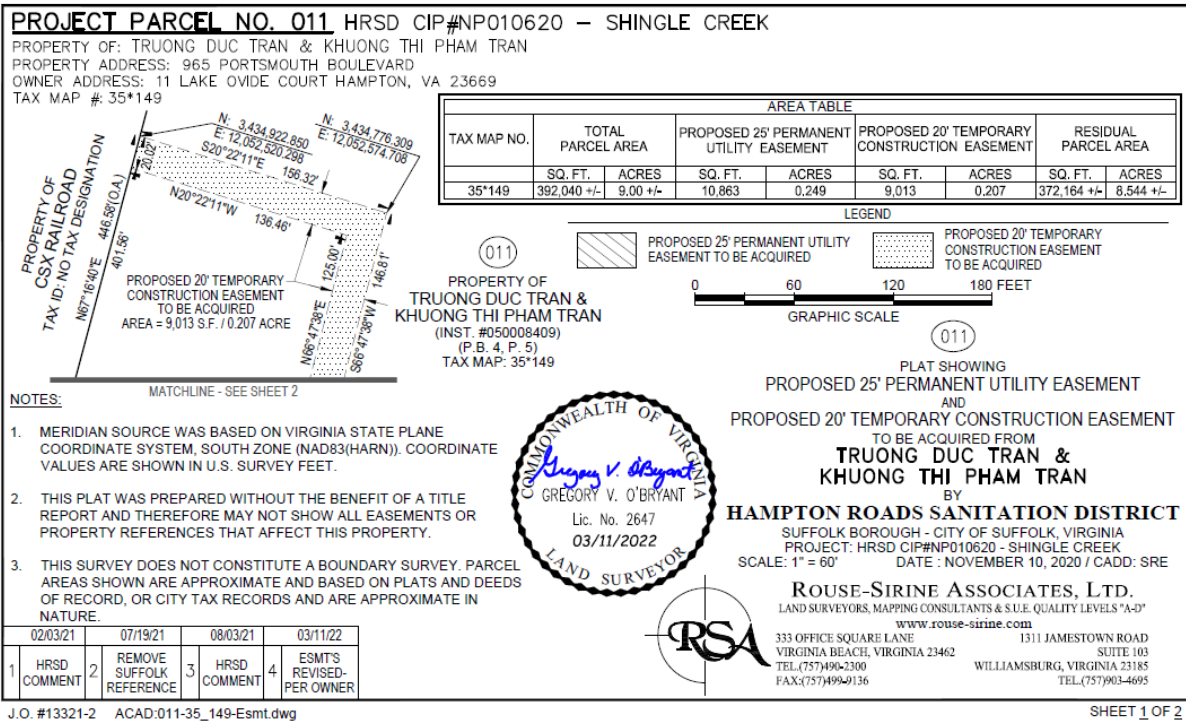 PROJECT PARCEL NO. 011 HRSD CIP#NP010620 – SHINGLE CREEK
PROPERTY OF: TRUONG DUC TRAN & KHUONG THI PHAM TRAN
PROPERTY ADDRESS: 965 PORTSMOUTH BOULEVARD
OWNER ADDRESS: 11 LAKE OVIDE COURT HAMPTON, VA 23669
TAX MAP #: 35*149
N: 3,434,922.850
E: 12,052,520.298
N: 3,434,776.309
E: 12,052,574.708
S20°22'11"E 156.32'
20.02'
N20°22'11"W 136.46'
PROPERTY OF
CSX RAILROAD
TAX ID: NO TAX DESIGNATION
N67°16'40"E 446.58'(O.A.)
401.56'
125.00'
N66°47'38"E
146.81'
S66°47'38"W
PROPOSED 20' TEMPORARY
CONSTRUCTION EASEMENT
TO BE ACQUIRED
AREA = 9,013 S.F. / 0.207 ACRE
MATCHLINE - SEE SHEET 2
AREA TABLE
TAX MAP NO. TOTAL PARCEL AREA PROPOSED 25' PERMANENT UTILITY EASEMENT PROPOSED 20' TEMPORARY CONSTRUCTION EASEMENT RESIDUAL PARCEL AREA
SQ. FT. ACRES SQ. FT. ACRES SQ. FT. ACRES SQ. FT. ACRES
35*149 392,040 +/- 9.00 +/- 10,863 0.249 9,013 0.207 372,164 +/- 8.544 +/-
LEGEND
PROPOSED 25' PERMANENT UTILITY
EASEMENT TO BE ACQUIRED
PROPOSED 20' TEMPORARY
CONSTRUCTION EASEMENT
TO BE ACQUIRED
0 60 120 180 FEET
GRAPHIC SCALE
011
PROPERTY OF
TRUONG DUC TRAN &
KHUONG THI PHAM TRAN
(INST. #050008409)
(P.B. 4, P. 5)
TAX MAP: 35*149
011
PLAT SHOWING
PROPOSED 25' PERMANENT UTILITY EASEMENT
AND
PROPOSED 20' TEMPORARY CONSTRUCTION EASEMENT
TO BE ACQUIRED FROM
TRUONG DUC TRAN &
KHUONG THI PHAM TRAN
BY
HAMPTON ROADS SANITATION DISTRICT
SUFFOLK BOROUGH - CITY OF SUFFOLK, VIRGINIA
PROJECT: HRSD CIP#NP010620 - SHINGLE CREEK
SCALE: 1" = 60' DATE : NOVEMBER 10, 2020 / CADD: SRE
NOTES:
1. MERIDIAN SOURCE WAS BASED ON VIRGINIA STATE PLANE
COORDINATE SYSTEM, SOUTH ZONE (NAD83(HARN)). COORDINATE
VALUES ARE SHOWN IN U.S. SURVEY FEET.
2. THIS PLAT WAS PREPARED WITHOUT THE BENEFIT OF A TITLE
REPORT AND THEREFORE MAY NOT SHOW ALL EASEMENTS OR
PROPERTY REFERENCES THAT AFFECT THIS PROPERTY.
3. THIS SURVEY DOES NOT CONSTITUTE A BOUNDARY SURVEY. PARCEL
AREAS SHOWN ARE APPROXIMATE AND BASED ON PLATS AND DEEDS
OF RECORD, OR CITY TAX RECORDS AND ARE APPROXIMATE IN
NATURE.
COMMONWEALTH OF VIRGINIA
Gregory V. O'Bryant
GREGORY V. O'BRYANT
Lic. No. 2647
03/11/2022
LAND SURVEYOR
RSA
ROUSE-SIRINE ASSOCIATES, LTD.
LAND SURVEYORS, MAPPING CONSULTANTS & S.U.E. QUALITY LEVELS "A-D"
www.rouse-sirine.com
333 OFFICE SQUARE LANE
VIRGINIA BEACH, VIRGINIA 23462
TEL.(757)490-2300
FAX:(757)499-9136
1311 JAMESTOWN ROAD
SUITE 103
WILLIAMSBURG, VIRGINIA 23185
TEL.(757)903-4695
02/03/21 07/19/21 08/03/21 03/11/22
1 HRSD COMMENT 2 REMOVE SUFFOLK REFERENCE 3 HRSD COMMENT 4 ESMT'S REVISED- PER OWNER
J.O. #13321-2 ACAD:011-35_149-Esmt.dwg
SHEET 1 OF 2